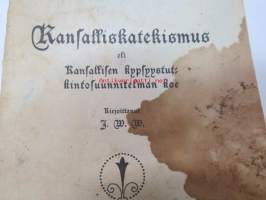 Kansalliskatekismus
eli
Kansallisen kypsyystut-
kintosuunnitelman koe
Kirjoittanut
J. W. W.